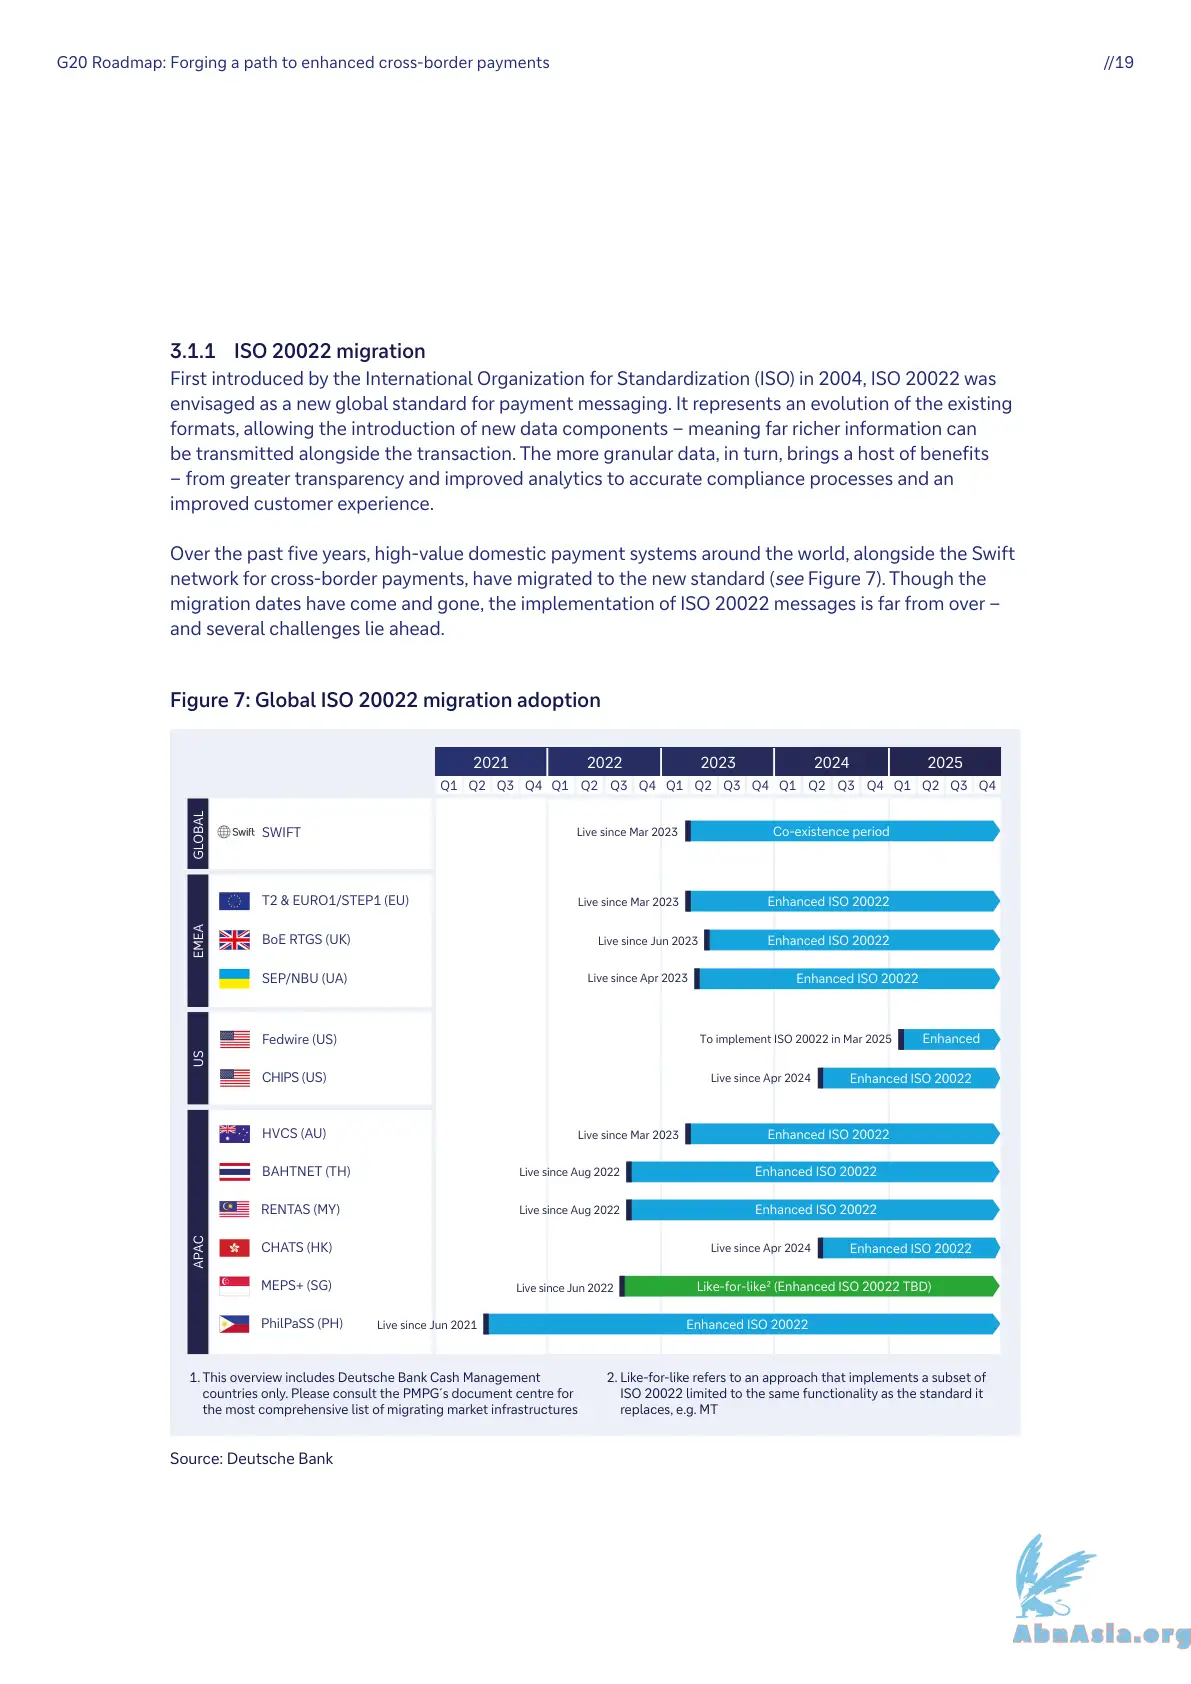 G20 Roadmap: Forging a path to enhanced cross-border payments //19
3.1.1 ISO 20022 migration
First introduced by the International Organization for Standardization (ISO) in 2004, ISO 20022 was
envisaged as a new global standard for payment messaging. It represents an evolution of the existing
formats, allowing the introduction of new data components – meaning far richer information can
be transmitted alongside the transaction. The more granular data, in turn, brings a host of benefits
– from greater transparency and improved analytics to accurate compliance processes and an
improved customer experience.
Over the past five years, high-value domestic payment systems around the world, alongside the Swift
network for cross-border payments, have migrated to the new standard (see Figure 7). Though the
migration dates have come and gone, the implementation of ISO 20022 messages is far from over –
and several challenges lie ahead.
Figure 7: Global ISO 20022 migration adoption
2021 2022 2023 2024 2025
Q1 Q2 Q3 Q4 Q1 Q2 Q3 Q4 Q1 Q2 Q3 Q4 Q1 Q2 Q3 Q4 Q1 Q2 Q3 Q4
GLOBAL
Swift SWIFT Live since Mar 2023 Co-existence period
EMEA
T2 & EURO1/STEP1 (EU) Live since Mar 2023 Enhanced ISO 20022
BoE RTGS (UK) Live since Jun 2023 Enhanced ISO 20022
SEP/NBU (UA) Live since Apr 2023 Enhanced ISO 20022
US
Fedwire (US) To implement ISO 20022 in Mar 2025 Enhanced
CHIPS (US) Live since Apr 2024 Enhanced ISO 20022
APAC
HVCS (AU) Live since Mar 2023 Enhanced ISO 20022
BAHTNET (TH) Live since Aug 2022 Enhanced ISO 20022
RENTAS (MY) Live since Aug 2022 Enhanced ISO 20022
CHATS (HK) Live since Apr 2024 Enhanced ISO 20022
MEPS+ (SG) Live since Jun 2022 Like-for-like² (Enhanced ISO 20022 TBD)
PhilPaSS (PH) Live since Jun 2021 Enhanced ISO 20022
1. This overview includes Deutsche Bank Cash Management
countries only. Please consult the PMPG´s document centre for
the most comprehensive list of migrating market infrastructures
2. Like-for-like refers to an approach that implements a subset of
ISO 20022 limited to the same functionality as the standard it
replaces, e.g. MT
Source: Deutsche Bank
AbnAsia.org